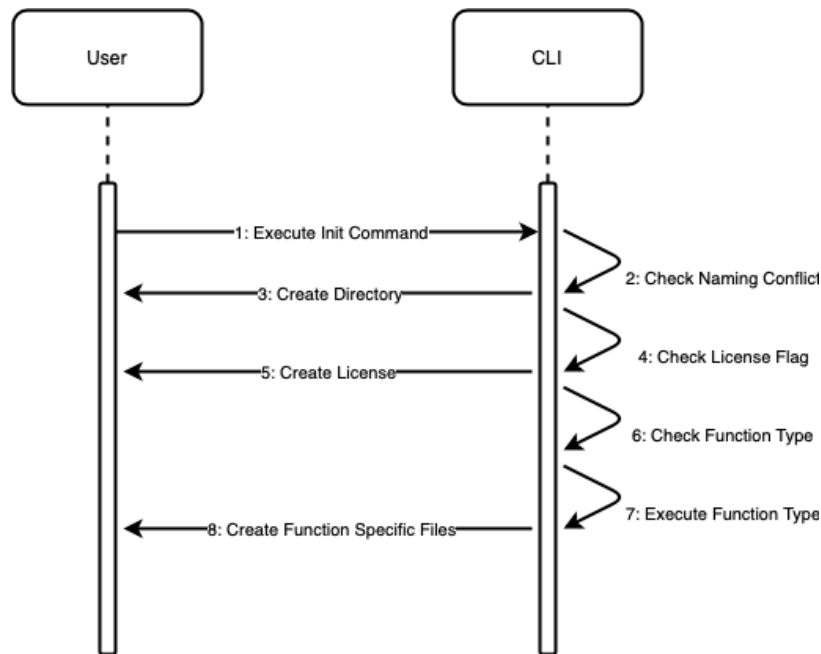 User
CLI
1: Execute Init Command
2: Check Naming Conflict
3: Create Directory
4: Check License Flag
5: Create License
6: Check Function Type
7: Execute Function Type
8: Create Function Specific Files